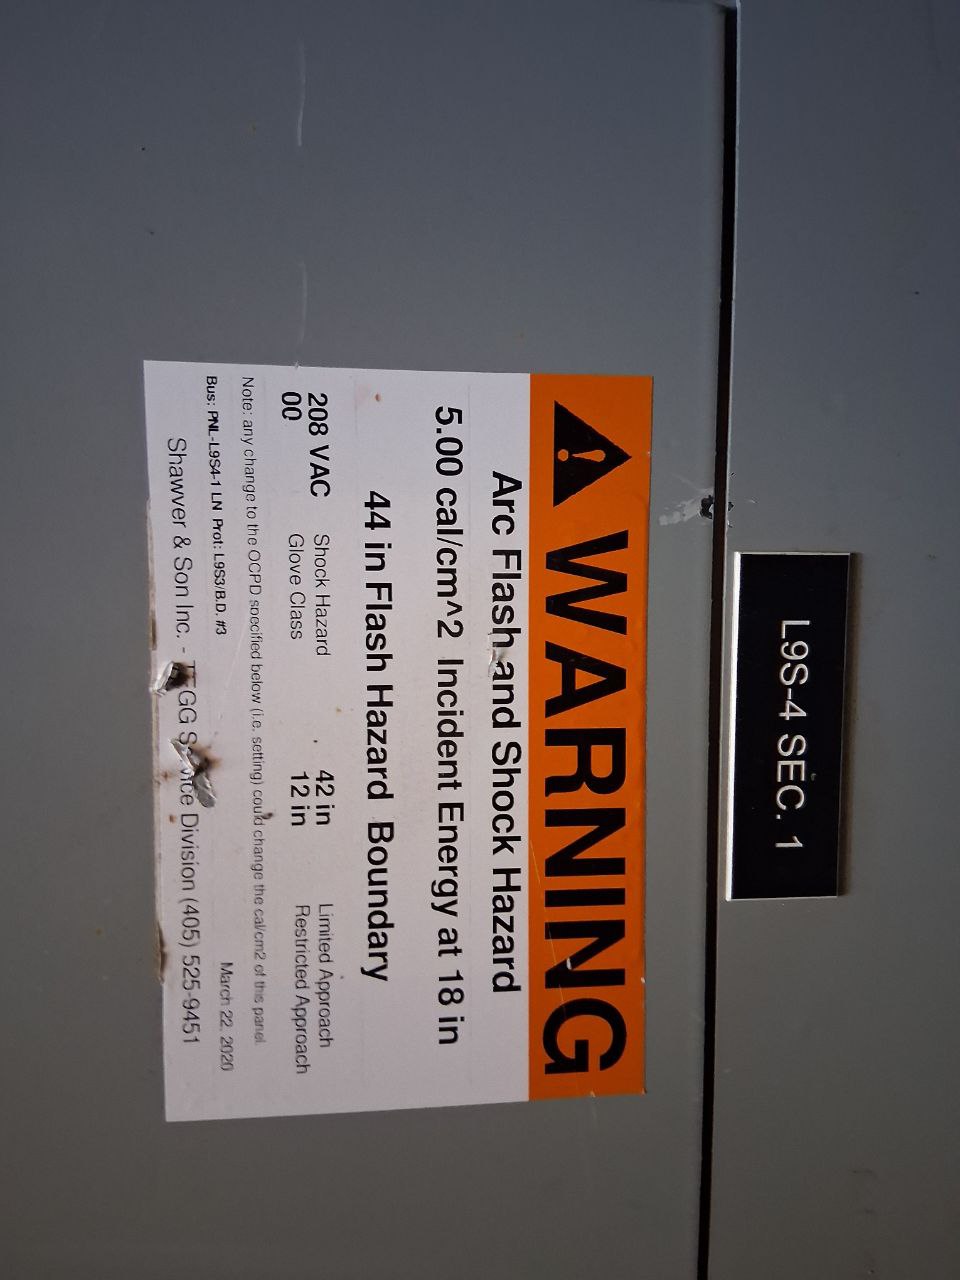 L9S-4 SEC. 1
WARNING
Arc Flash and Shock Hazard
5.00 cal/cm^2 Incident Energy at 18 in
44 in Flash Hazard Boundary
208 VAC Shock Hazard 42 in Limited Approach
00 Glove Class 12 in Restricted Approach
Note: any change to the OCPD specified below (i.e. setting) could change the cal/cm2 of this panel.
Bus: PNL-L9S4-1 LN Prot: L9S3/B.D. #3 March 22, 2020
Shawver & Son Inc. - TEGG Service Division (405) 525-9451